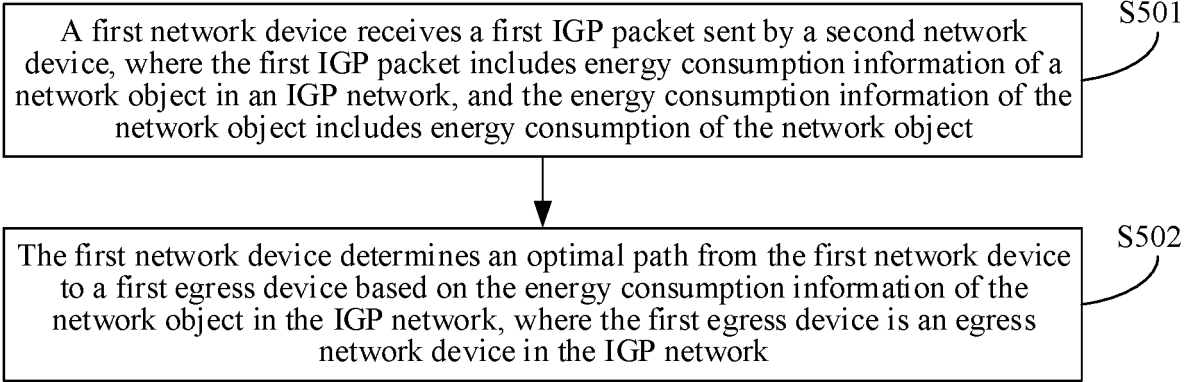 S501
A first network device receives a first IGP packet sent by a second network
device, where the first IGP packet includes energy consumption information of a
network object in an IGP network, and the energy consumption information of the
network object includes energy consumption of the network object
S502
The first network device determines an optimal path from the first network device
to a first egress device based on the energy consumption information of the
network object in the IGP network, where the first egress device is an egress
network device in the IGP network